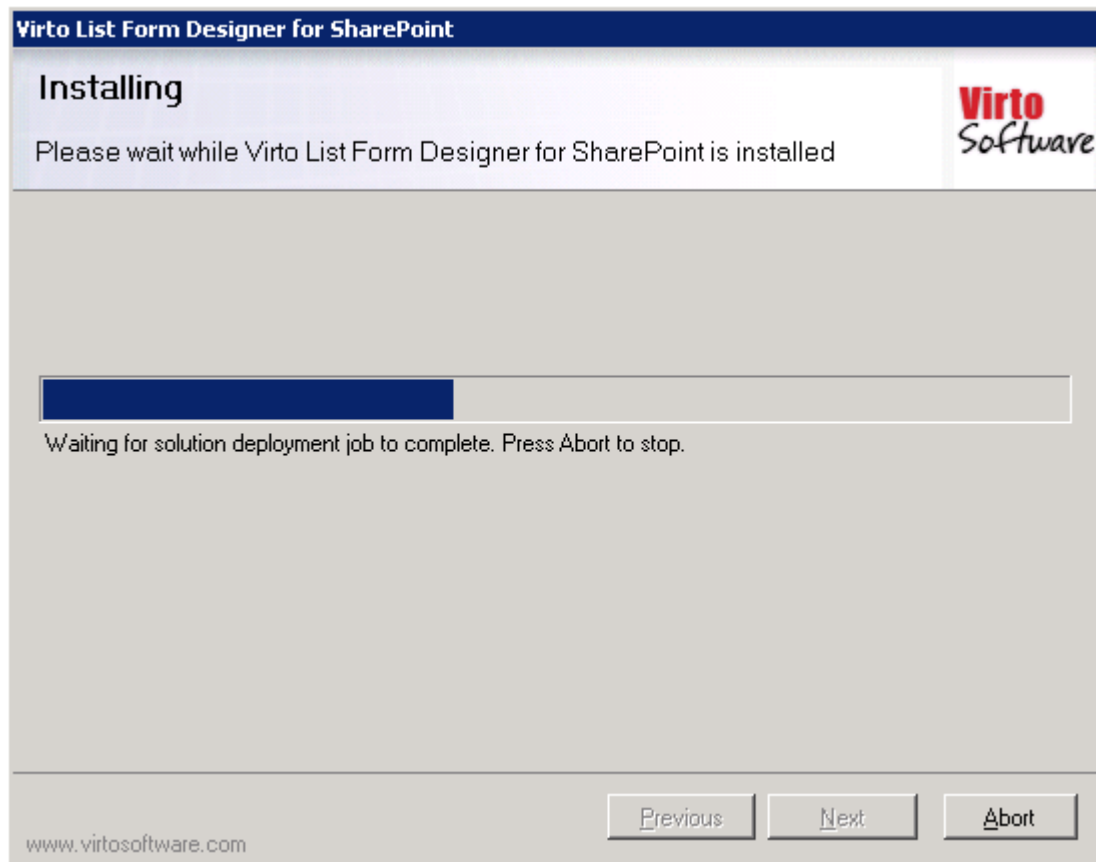 Virto List Form Designer for SharePoint
Installing
Please wait while Virto List Form Designer for SharePoint is installed
Virto
Software
Waiting for solution deployment job to complete. Press Abort to stop.
Previous
Next
Abort
www.virtosoftware.com